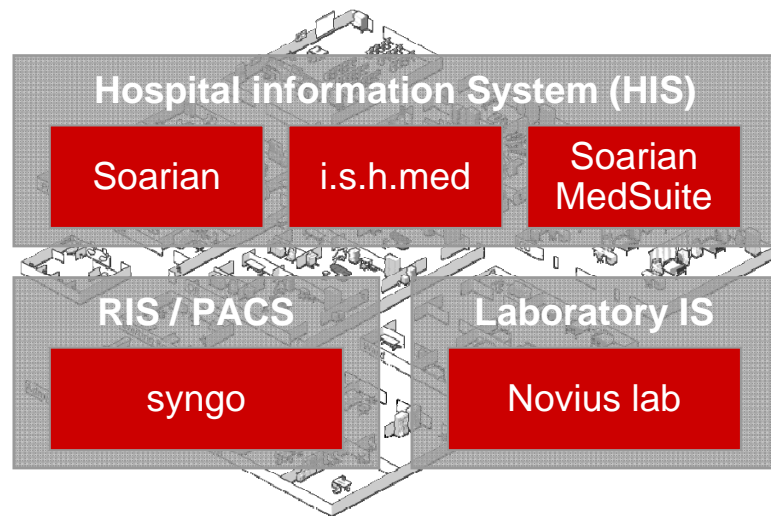 Hospital information System (HIS)
Soarian
i.s.h.med
Soarian
MedSuite
RIS / PACS
syngo
Laboratory IS
Novius lab